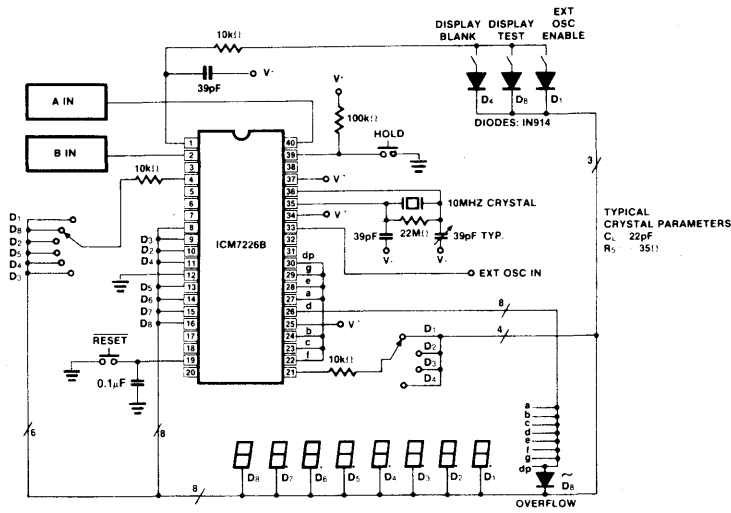 DISPLAY BLANK
DISPLAY TEST
EXT OSC ENABLE
10kΩ
39pF
V+
D4 D8 D1
DIODES: IN914
A IN
B IN
V+
100kΩ
HOLD
3
10kΩ
1 40
2 39
3 38
4 37 V+
5 36
6 35 10MHZ CRYSTAL
7 34 V+
8 33
9 32
10 31
11 30 dp
12 29 g
13 28 e
14 27 a
15 26 d
16 25 V+
17 24 b
18 23 c
19 22 f
20 21
ICM7226B
39pF 22MΩ 39pF TYP.
V+ V+
TYPICAL
CRYSTAL PARAMETERS
CL 22pF
RS 35Ω
EXT OSC IN
D1
D8
D2
D5
D4
D3
D3
D2
D4
D5
D6
D7
D8
RESET
0.1µF
10kΩ
D1
D2
D3
D4
8
4
6
8
8
a
b
c
d
e
f
g
dp
D8 D7 D6 D5 D4 D3 D2 D1
~
D8
OVERFLOW